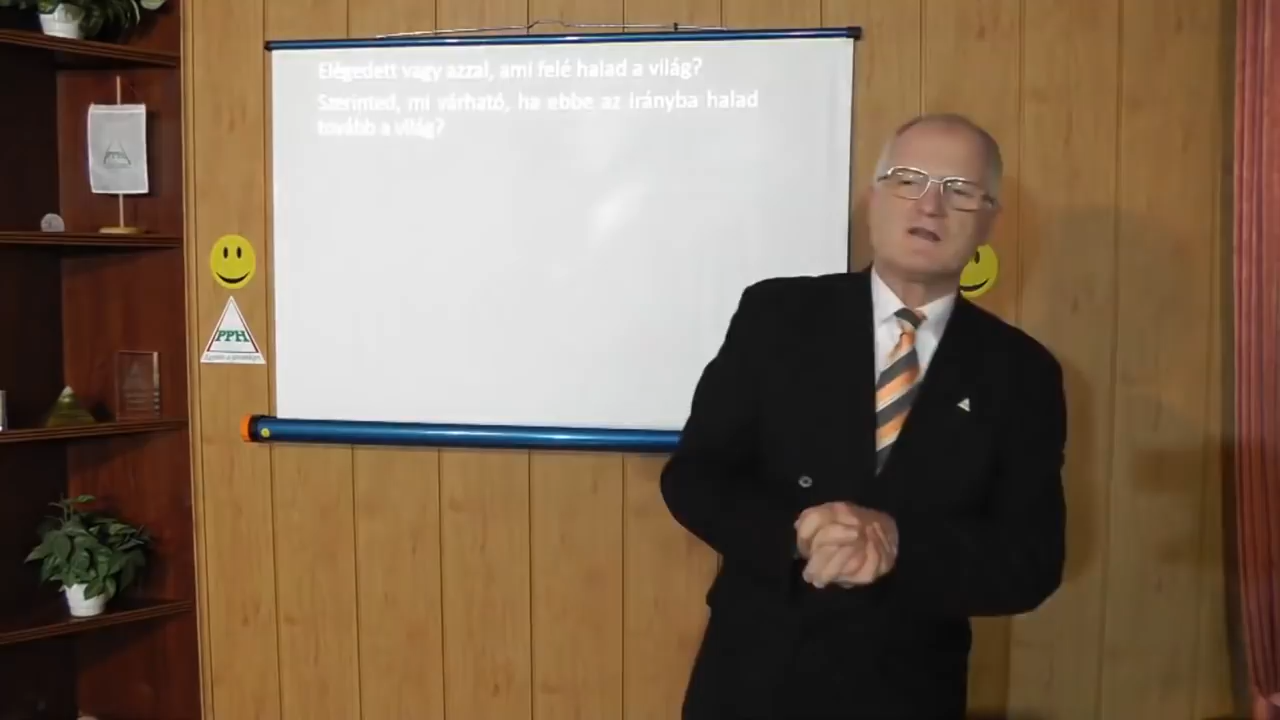 Elégedett vagy azzal, ami felé halad a világ?
Szerinted, mi várható, ha ebbe az irányba halad
tovább a világ?
PPH